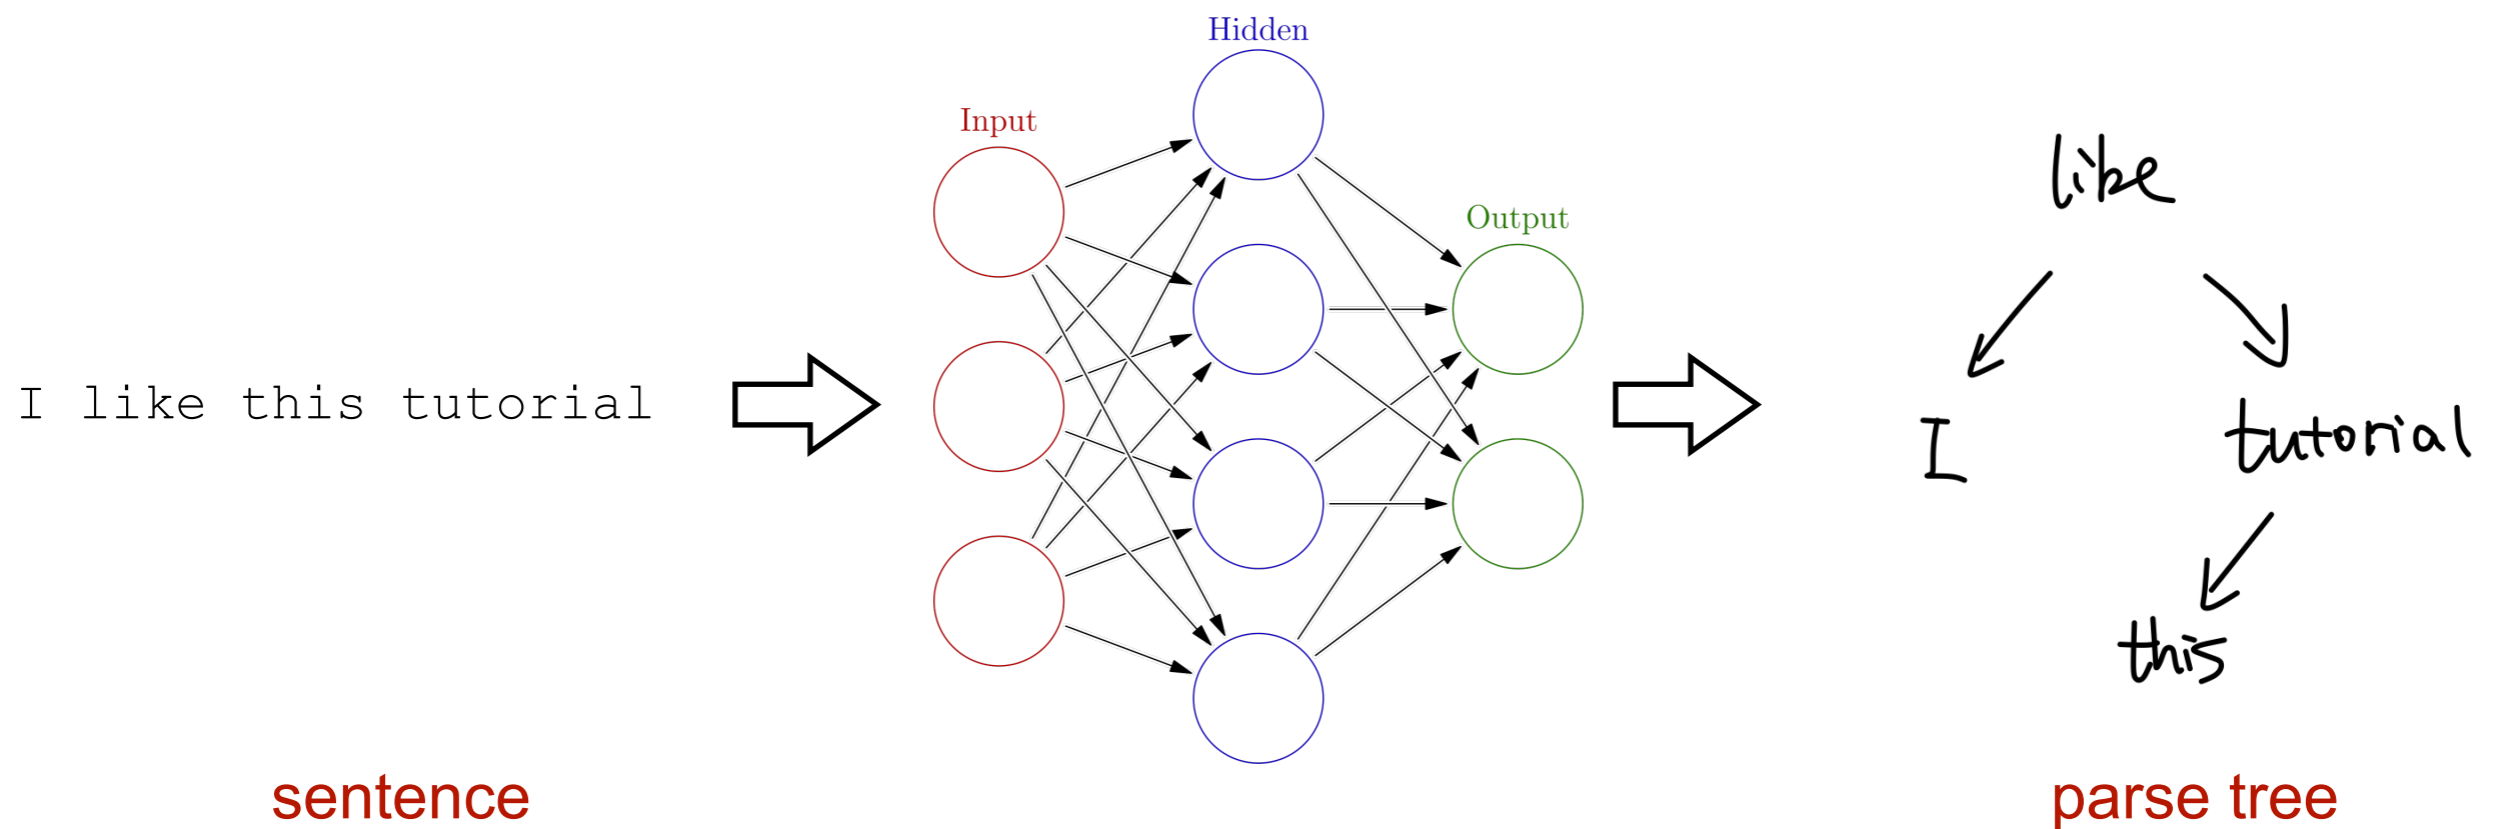 I like this tutorial
sentence
Input
Hidden
Output
like
I
tutorial
this
parse tree